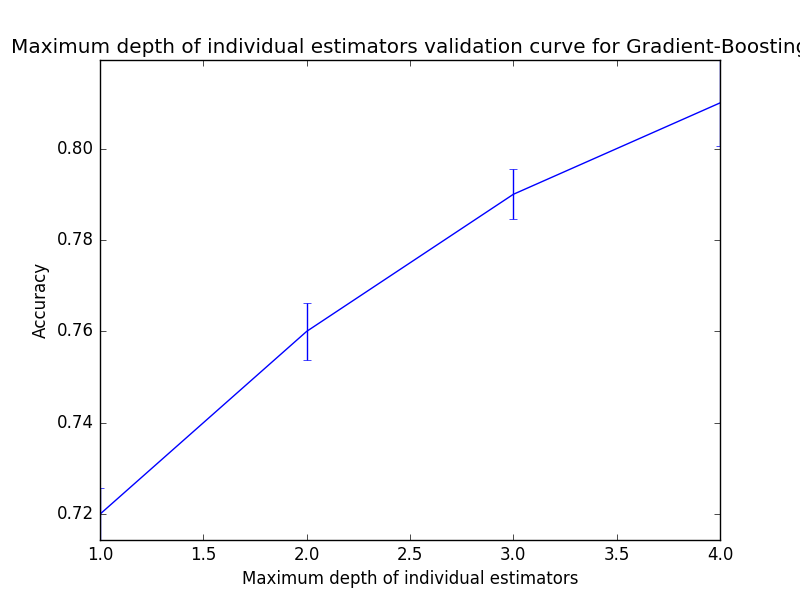 Maximum depth of individual estimators validation curve for Gradient-Boosting
0.80
0.78
0.76
0.74
0.72
Accuracy
1.0 1.5 2.0 2.5 3.0 3.5 4.0
Maximum depth of individual estimators